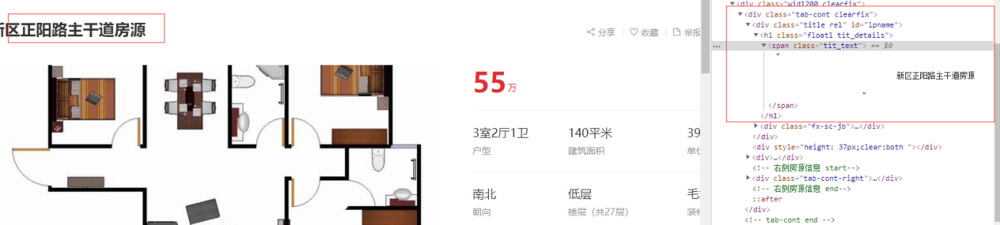 新区正阳路主干道房源
分享
收藏
举报
55万
3室2厅1卫
户型
140平米
建筑面积
39
单位
南北
朝向
低层
楼层（共27层）
毛
装修
<div class="wid1200 clearfix">
▼<div class="tab-cont clearfix">
▼<div class="title rel" id="lpname">
▼<h1 class="floatl tit_details">
▼<span class="tit_text"> == $0
"
新区正阳路主干道房源
"
</span>
</h1>
▶<div class="fx-sc-jb">…</div>
</div>
<div style="height: 37px;clear:both "></div>
▶<div>…</div>
<!-- 右侧房源信息 start-->
▶<div class="tab-cont-right">…</div>
<!-- 右侧房源信息 end-->
::after
</div>
<!-- tab-cont end -->